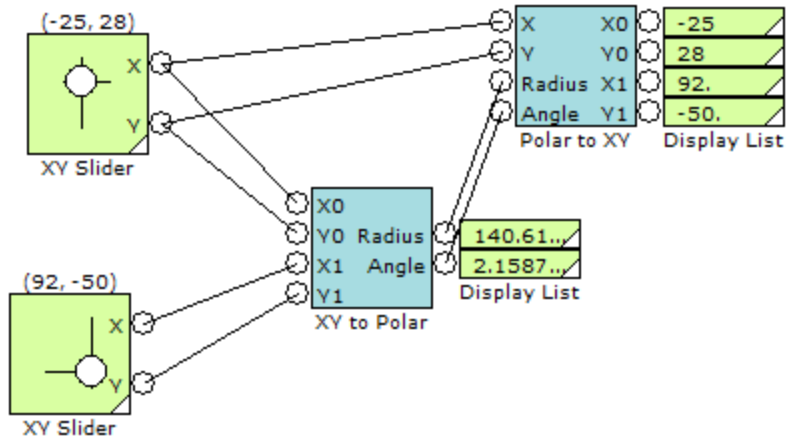 (-25, 28)
X
Y
XY Slider
X X0 -25
Y Y0 28
Radius X1 92.
Angle Y1 -50.
Polar to XY Display List
X0
Y0 Radius 140.61...
X1 Angle 2.1587...
Y1
Display List
XY to Polar
(92, -50)
X
Y
XY Slider